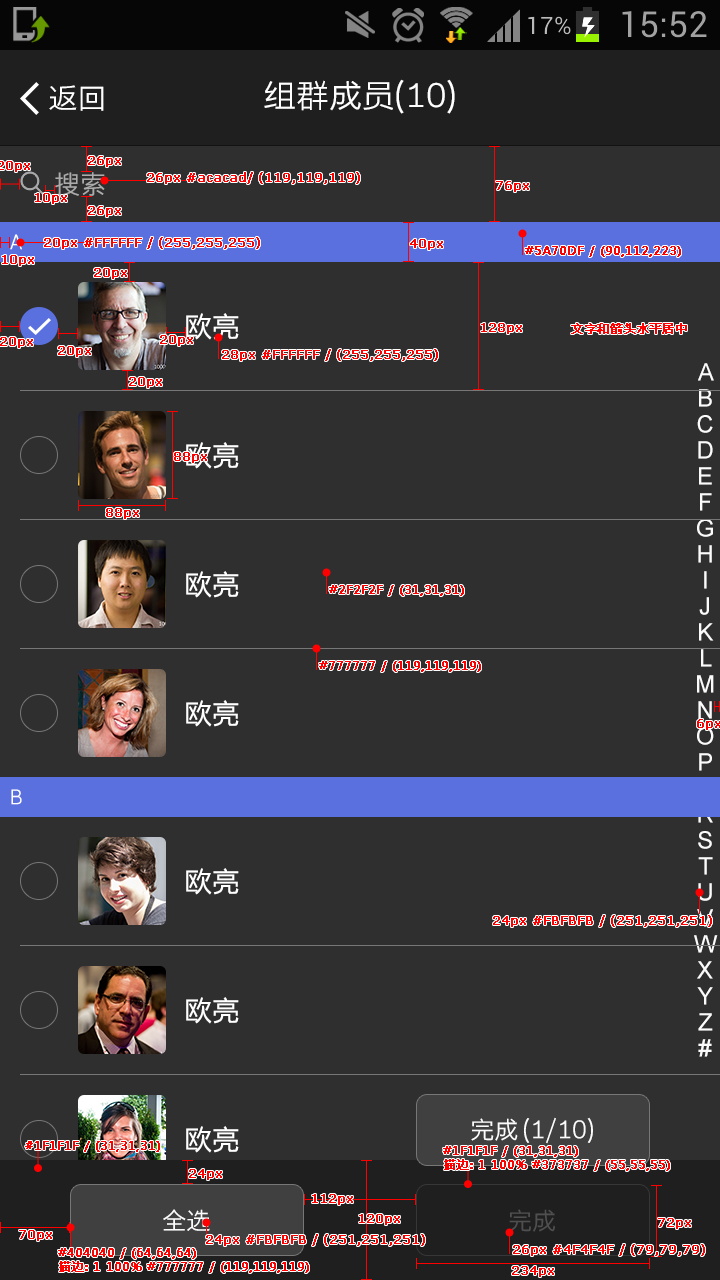 17% 15:52
返回 组群成员(10)
20px 26px
搜索 26px #acacad/ (119,119,119) 76px
10px 26px
A 20px #FFFFFF / (255,255,255) 40px #5A70DF / (90,112,223)
10px
20px
欧亮 128px 文字和箭头水平居中
20px 20px 20px
28px #FFFFFF / (255,255,255)
20px
A
B
C
D
E
F
G
H
I
J
K
L
M
N
O
P
欧亮
88px
88px
欧亮
#2F2F2F / (31,31,31)
#777777 / (119,119,119)
欧亮
6px
B
S
T
U
V
W
X
Y
Z
#
欧亮
24px #FBFBFB / (251,251,251)
欧亮
欧亮
完成(1/10)
#1F1F1F / (31,31,31)
#1F1F1F / (31,31,31)
描边: 1 100% #373737 / (55,55,55)
24px
112px
120px
全选
完成
72px
70px
24px #FBFBFB / (251,251,251)
#404040 / (64,64,64)
描边: 1 100% #777777 / (119,119,119)
26px #4F4F4F / (79,79,79)
234px